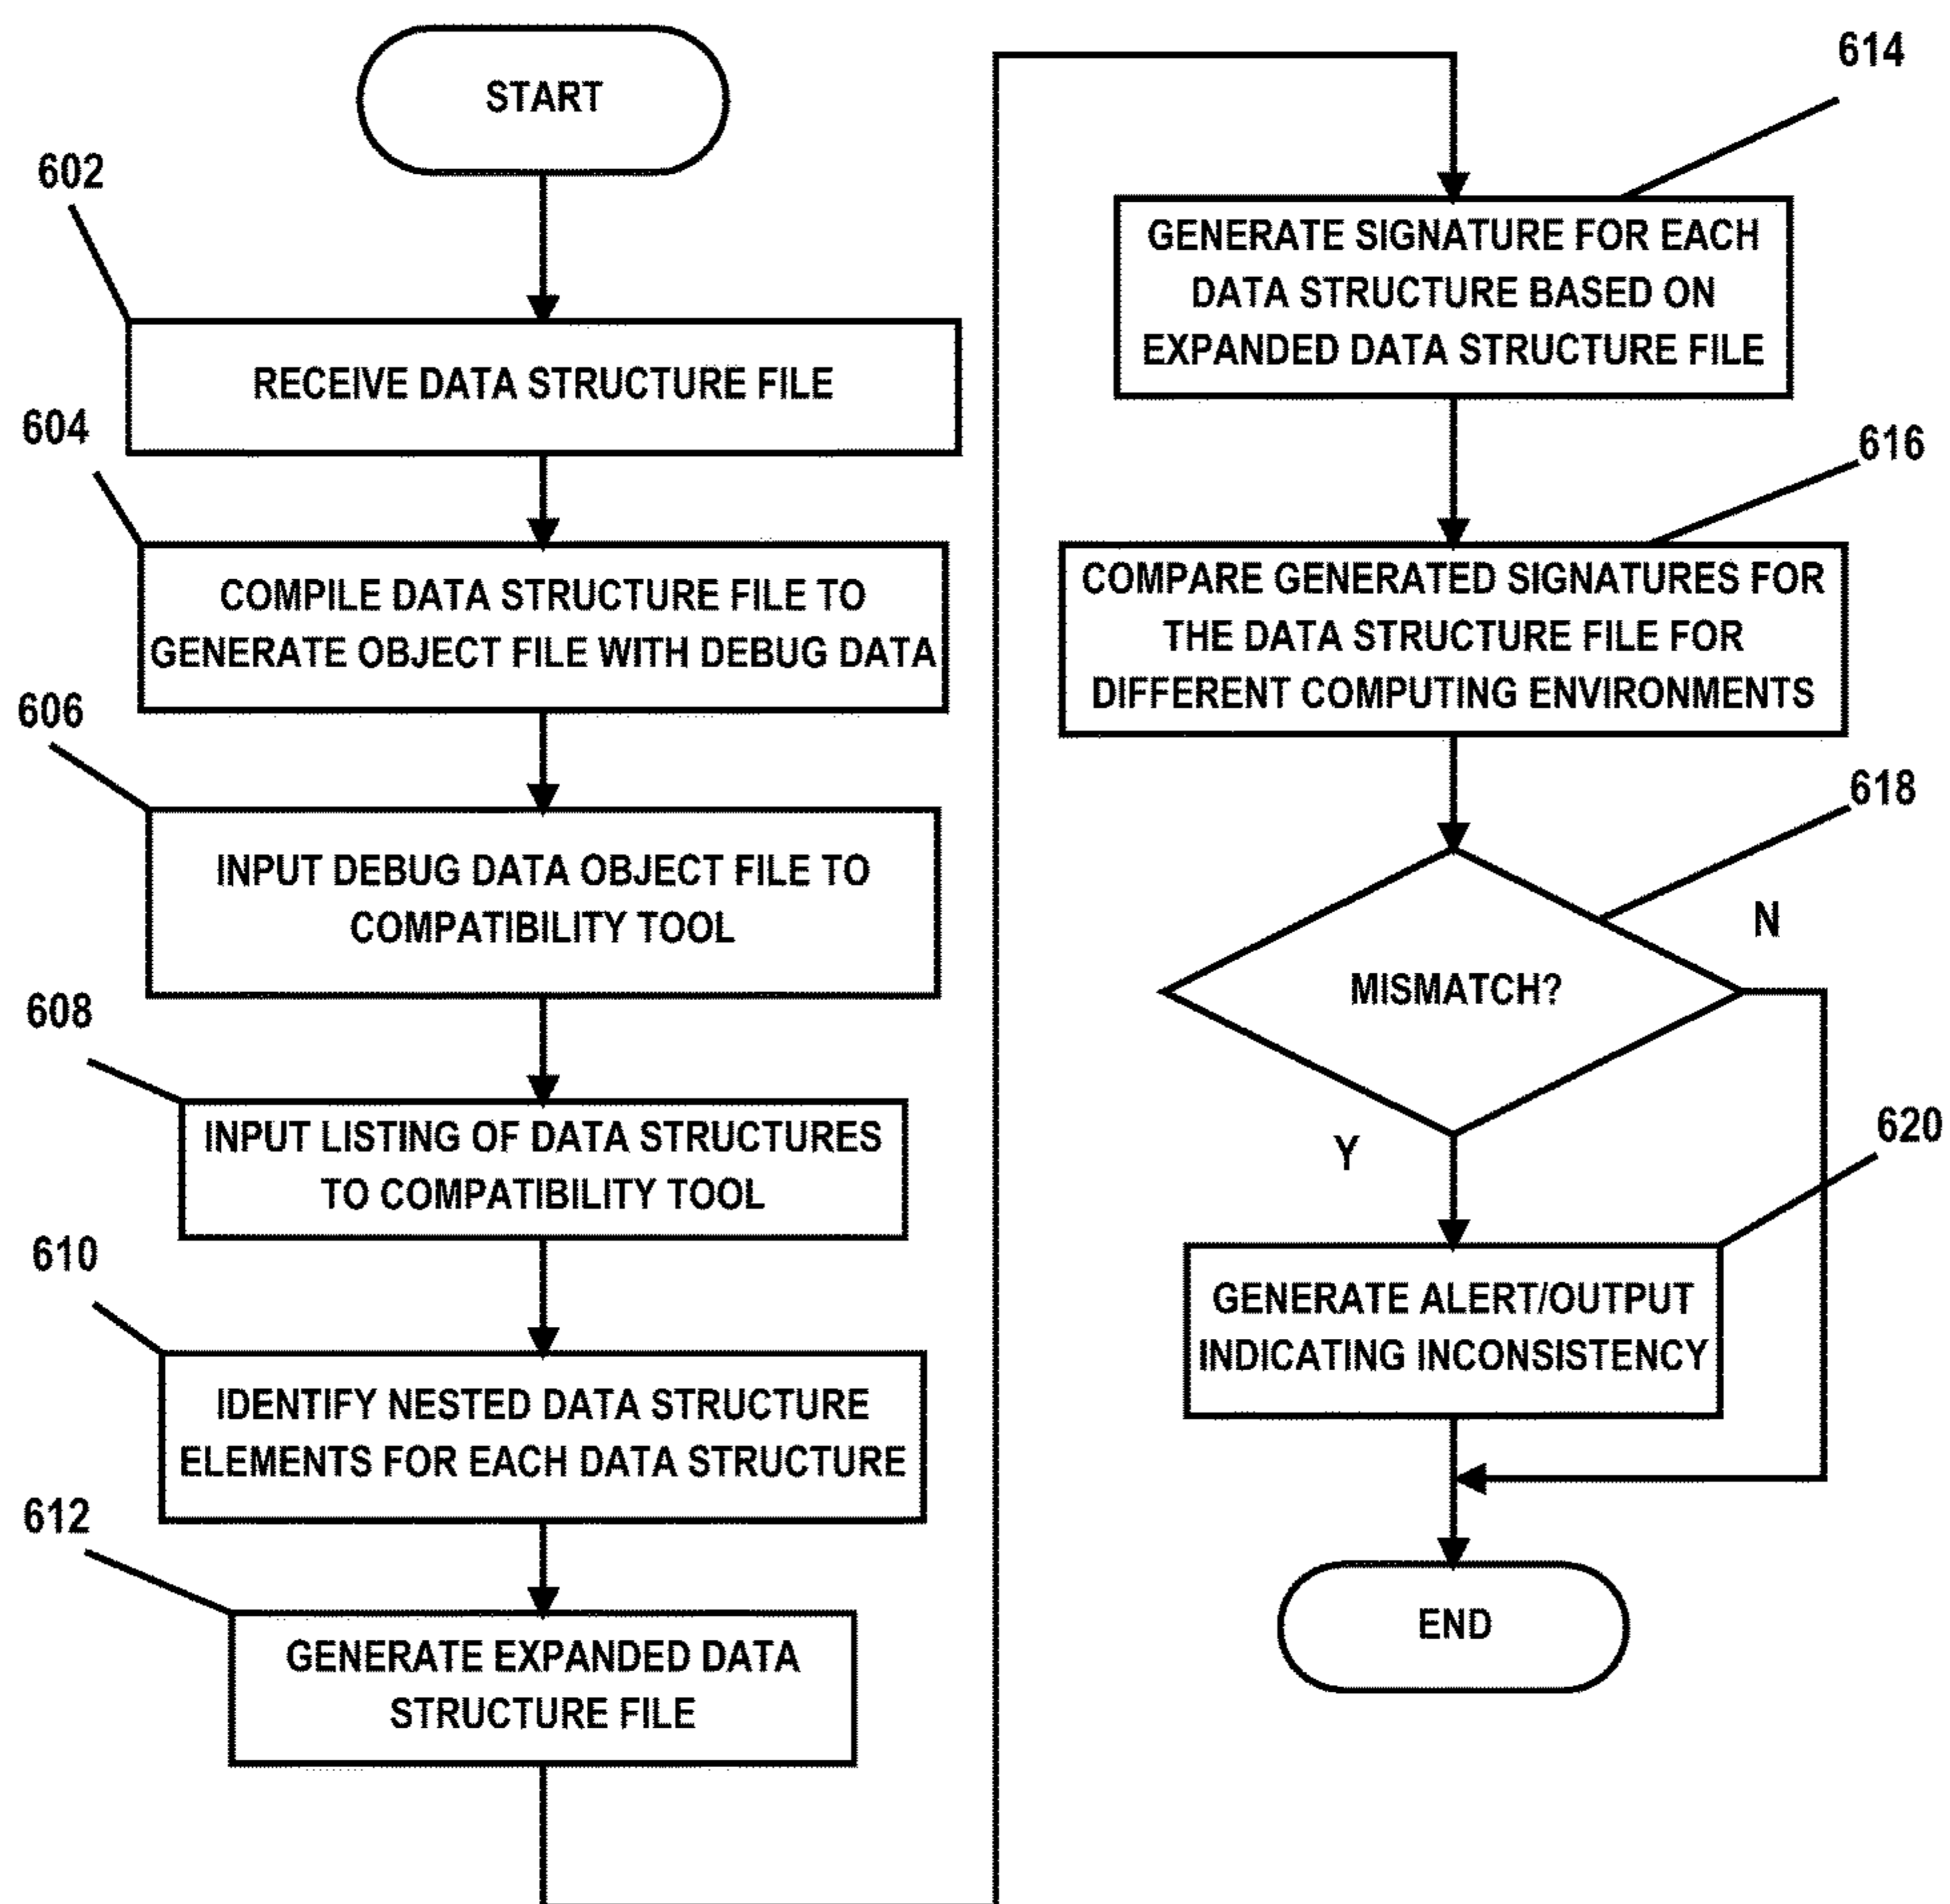 START
602
RECEIVE DATA STRUCTURE FILE
604
COMPILE DATA STRUCTURE FILE TO
GENERATE OBJECT FILE WITH DEBUG DATA
606
INPUT DEBUG DATA OBJECT FILE TO
COMPATIBILITY TOOL
608
INPUT LISTING OF DATA STRUCTURES
TO COMPATIBILITY TOOL
610
IDENTIFY NESTED DATA STRUCTURE
ELEMENTS FOR EACH DATA STRUCTURE
612
GENERATE EXPANDED DATA
STRUCTURE FILE
614
GENERATE SIGNATURE FOR EACH
DATA STRUCTURE BASED ON
EXPANDED DATA STRUCTURE FILE
616
COMPARE GENERATED SIGNATURES FOR
THE DATA STRUCTURE FILE FOR
DIFFERENT COMPUTING ENVIRONMENTS
618
N
MISMATCH?
Y
620
GENERATE ALERT/OUTPUT
INDICATING INCONSISTENCY
END